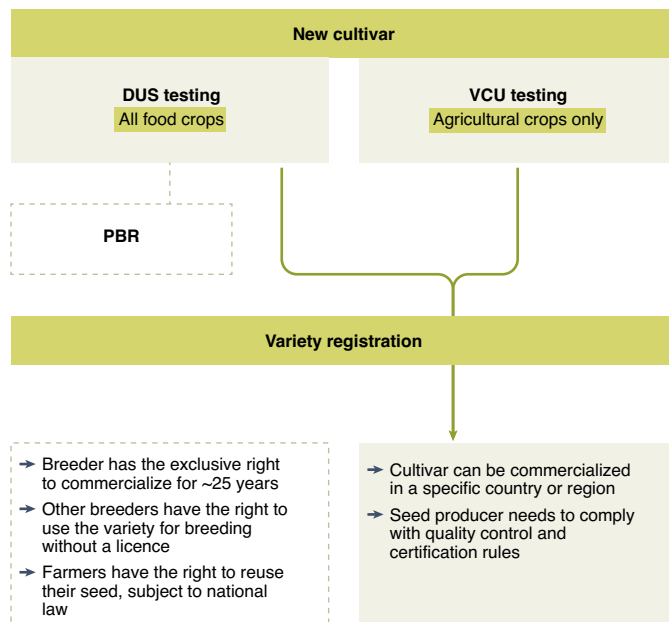 New cultivar
DUS testing
All food crops
VCU testing
Agricultural crops only
PBR
Variety registration
→ Breeder has the exclusive right
to commercialize for ~25 years
→ Other breeders have the right to
use the variety for breeding
without a licence
→ Farmers have the right to reuse
their seed, subject to national
law
→ Cultivar can be commercialized
in a specific country or region
→ Seed producer needs to comply
with quality control and
certification rules